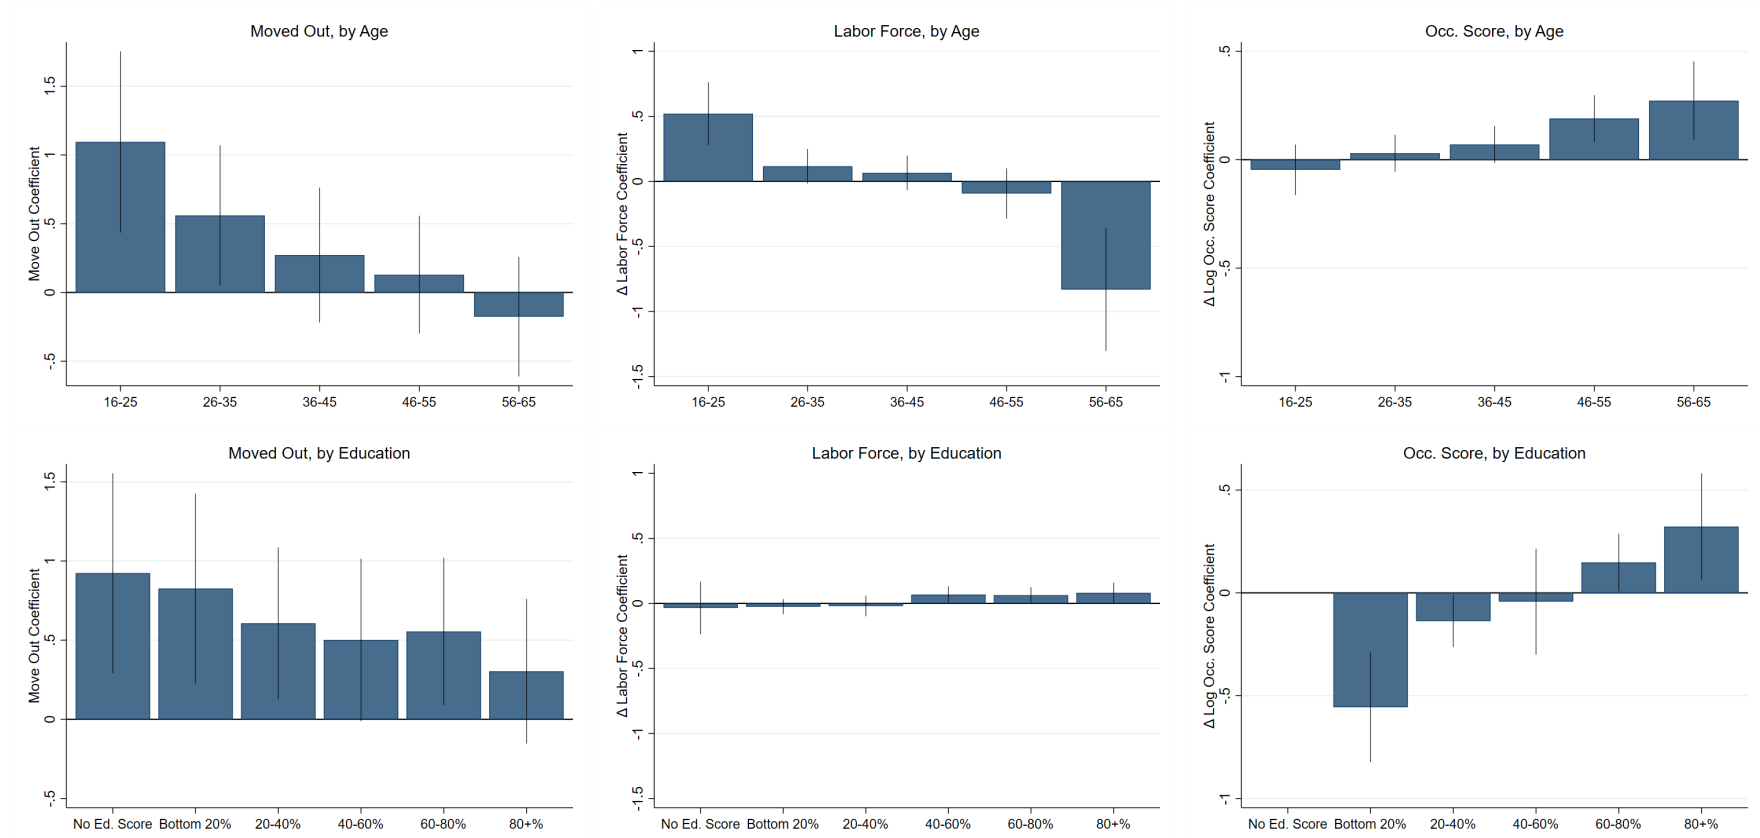 Moved Out, by Age
Move Out Coefficient
1.5
1
.5
0
-.5
16-25 26-35 36-45 46-55 56-65
Labor Force, by Age
Δ Labor Force Coefficient
1
.5
0
-.5
-1
-1.5
16-25 26-35 36-45 46-55 56-65
Occ. Score, by Age
Δ Log Occ. Score Coefficient
.5
0
-.5
-1
16-25 26-35 36-45 46-55 56-65
Moved Out, by Education
Move Out Coefficient
1.5
1
.5
0
-.5
No Ed. Score Bottom 20% 20-40% 40-60% 60-80% 80+%
Labor Force, by Education
Δ Labor Force Coefficient
1
.5
0
-.5
-1
-1.5
No Ed. Score Bottom 20% 20-40% 40-60% 60-80% 80+%
Occ. Score, by Education
Δ Log Occ. Score Coefficient
.5
0
-.5
-1
No Ed. Score Bottom 20% 20-40% 40-60% 60-80% 80+%